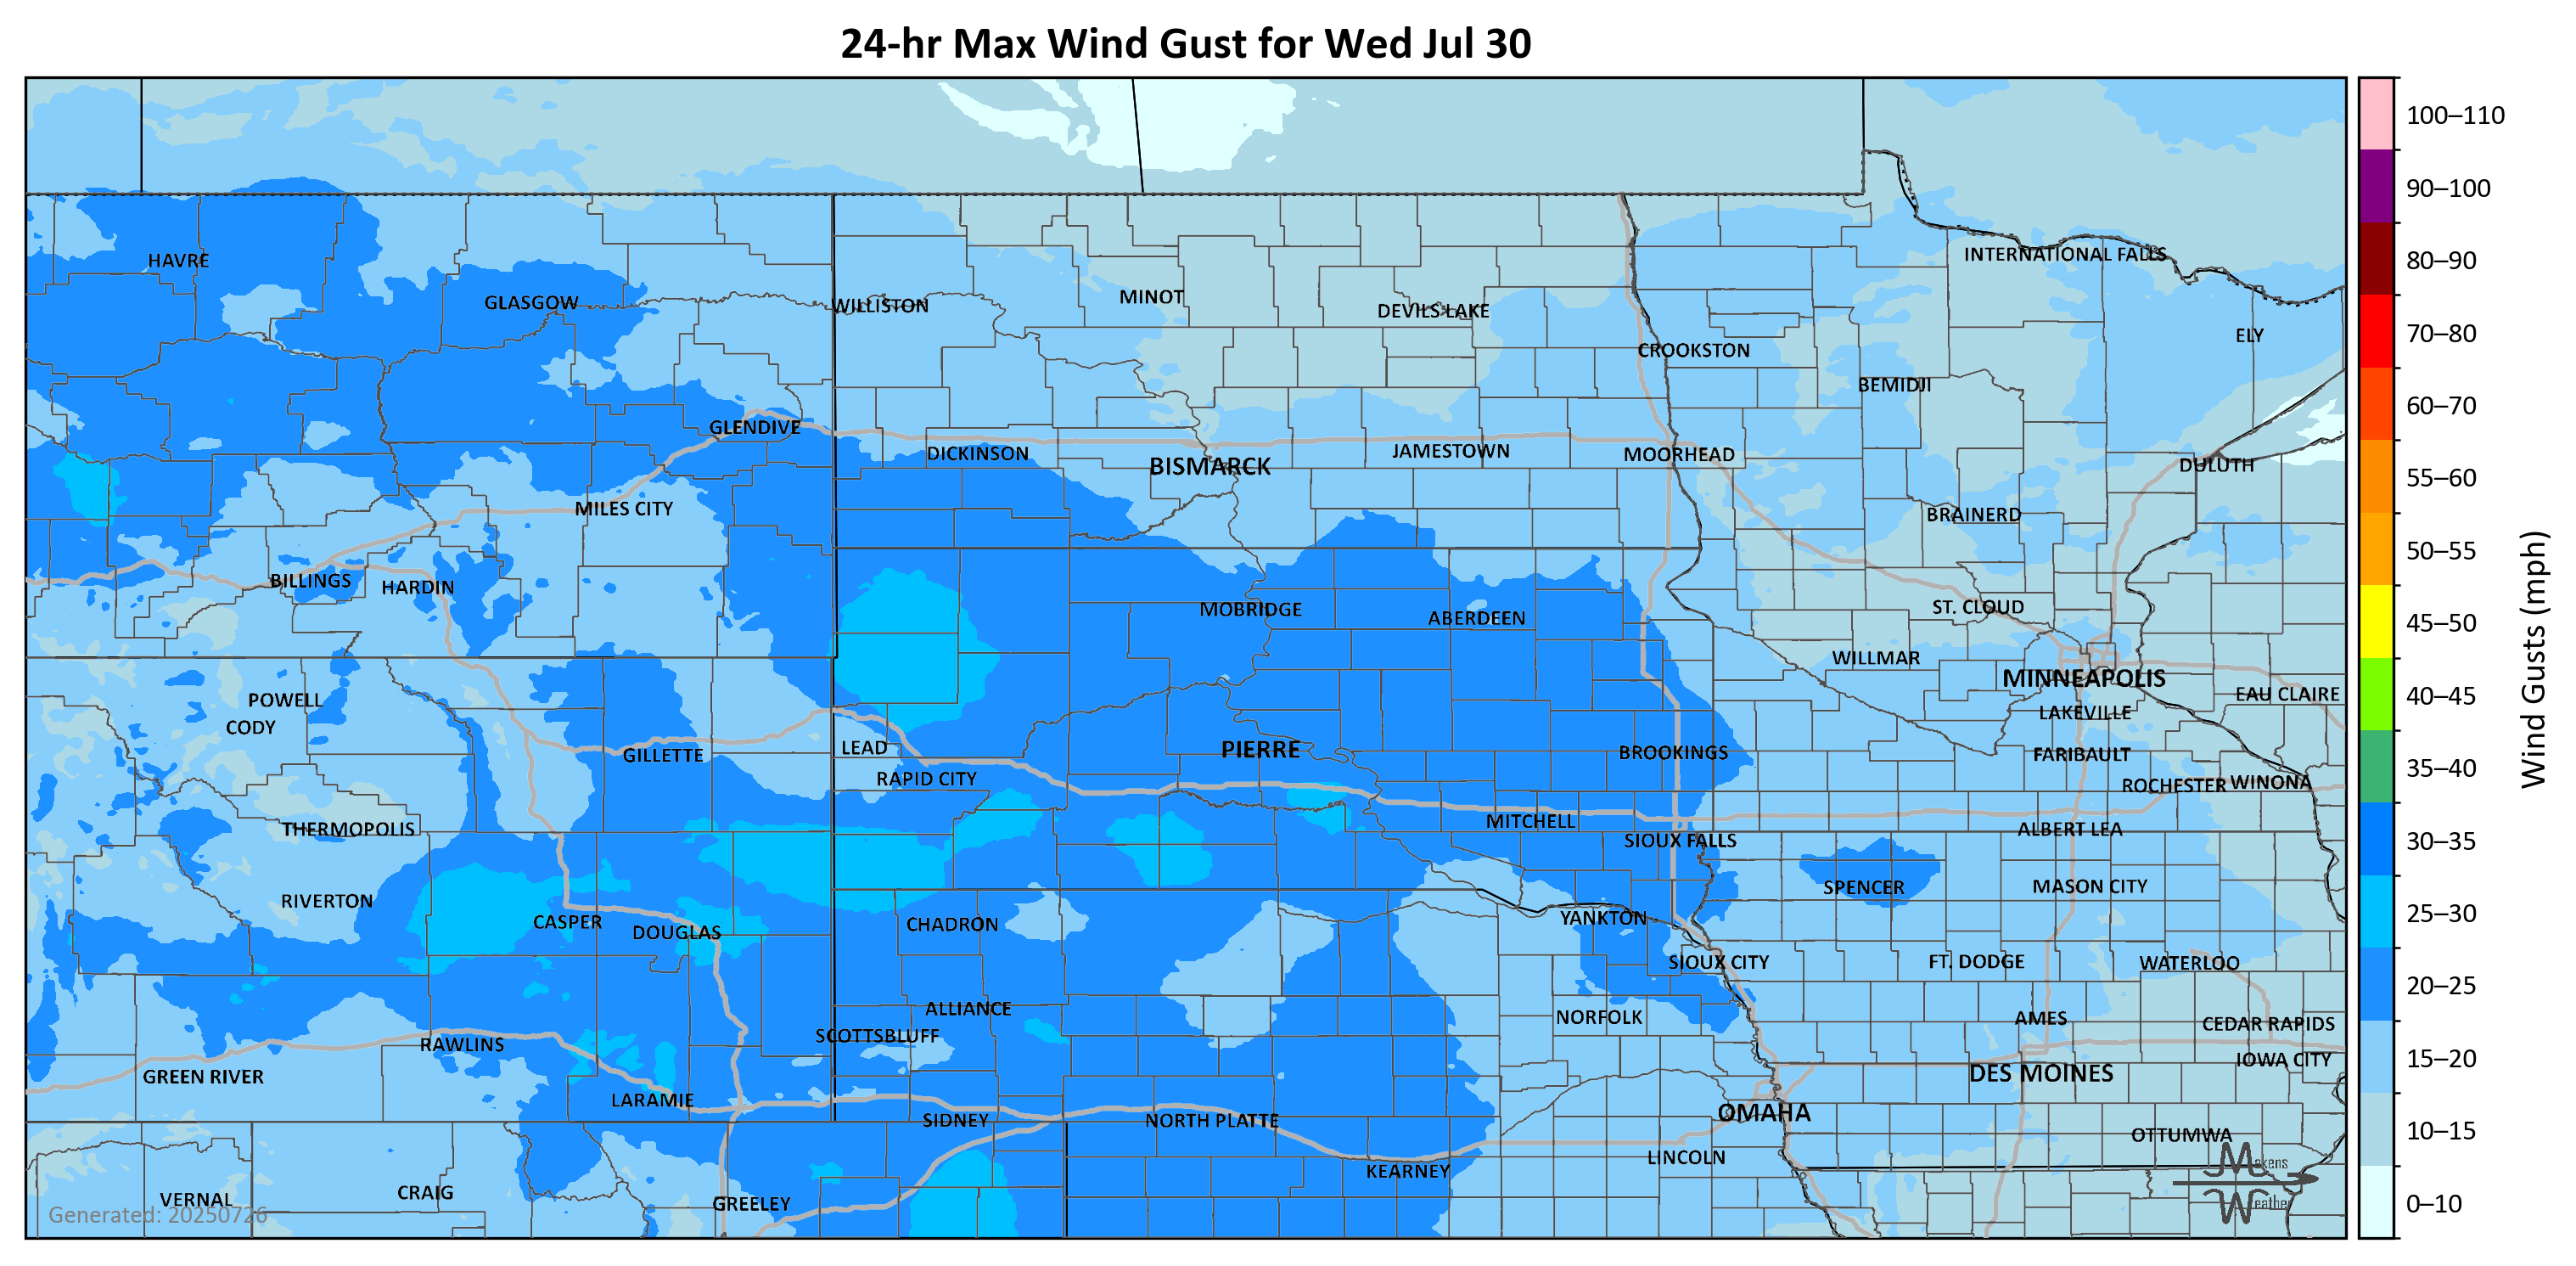 24-hr Max Wind Gust for Wed Jul 30
100–110
90–100
80–90
70–80
60–70
55–60
50–55
45–50
40–45
35–40
30–35
25–30
20–25
15–20
10–15
0–10
Wind Gusts (mph)
HAVRE
INTERNATIONAL FALLS
GLASGOW
WILLISTON
MINOT
DEVILS LAKE
ELY
CROOKSTON
BEMIDJI
GLENDIVE
DICKINSON
BISMARCK
JAMESTOWN
MOORHEAD
DULUTH
MILES CITY
BRAINERD
BILLINGS
HARDIN
MOBRIDGE
ABERDEEN
ST. CLOUD
WILLMAR
MINNEAPOLIS
EAU CLAIRE
POWELL
CODY
LAKEVILLE
GILLETTE
LEAD
PIERRE
BROOKINGS
FARIBAULT
RAPID CITY
ROCHESTER
WINONA
THERMOPOLIS
MITCHELL
SIOUX FALLS
ALBERT LEA
RIVERTON
SPENCER
MASON CITY
CASPER
DOUGLAS
CHADRON
YANKTON
SIOUX CITY
FT. DODGE
WATERLOO
ALLIANCE
SCOTTSBLUFF
NORFOLK
AMES
CEDAR RAPIDS
RAWLINS
IOWA CITY
GREEN RIVER
DES MOINES
LARAMIE
SIDNEY
NORTH PLATTE
OMAHA
OTTUMWA
KEARNEY
LINCOLN
VERNAL
CRAIG
GREELEY
Makens
Weather
Generated: 20250726